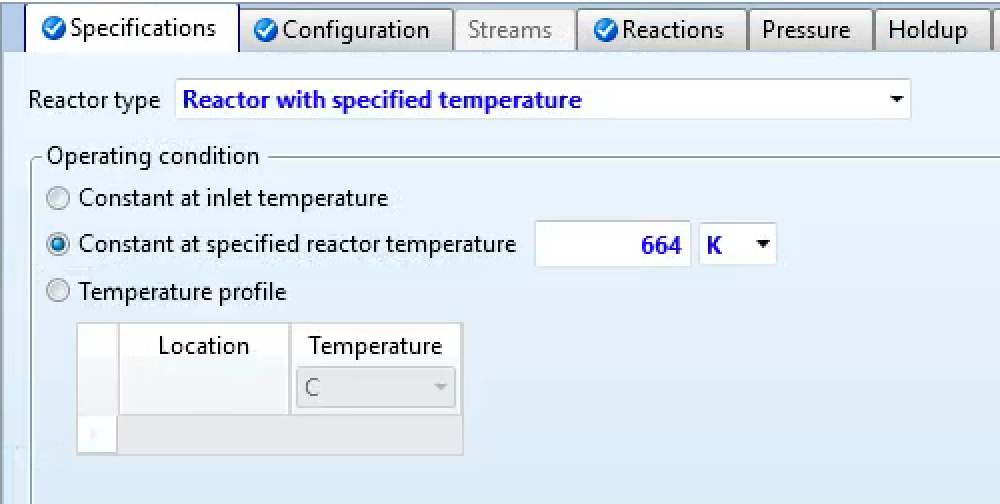 Specifications Configuration Streams Reactions Pressure Holdup
Reactor type Reactor with specified temperature
Operating condition
Constant at inlet temperature
Constant at specified reactor temperature 664 K
Temperature profile
Location Temperature
C